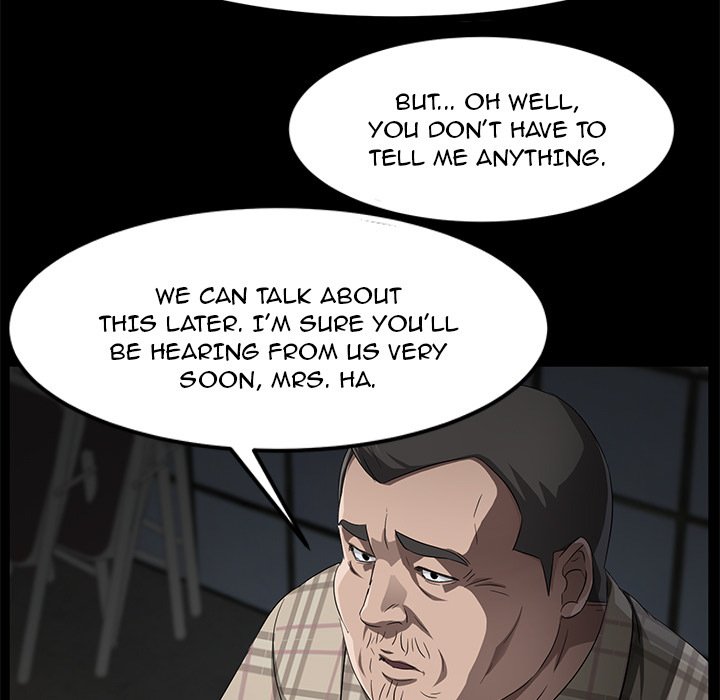 BUT... OH WELL,
YOU DON'T HAVE TO
TELL ME ANYTHING.
WE CAN TALK ABOUT
THIS LATER. I'M SURE YOU'LL
BE HEARING FROM US VERY
SOON, MRS. HA.